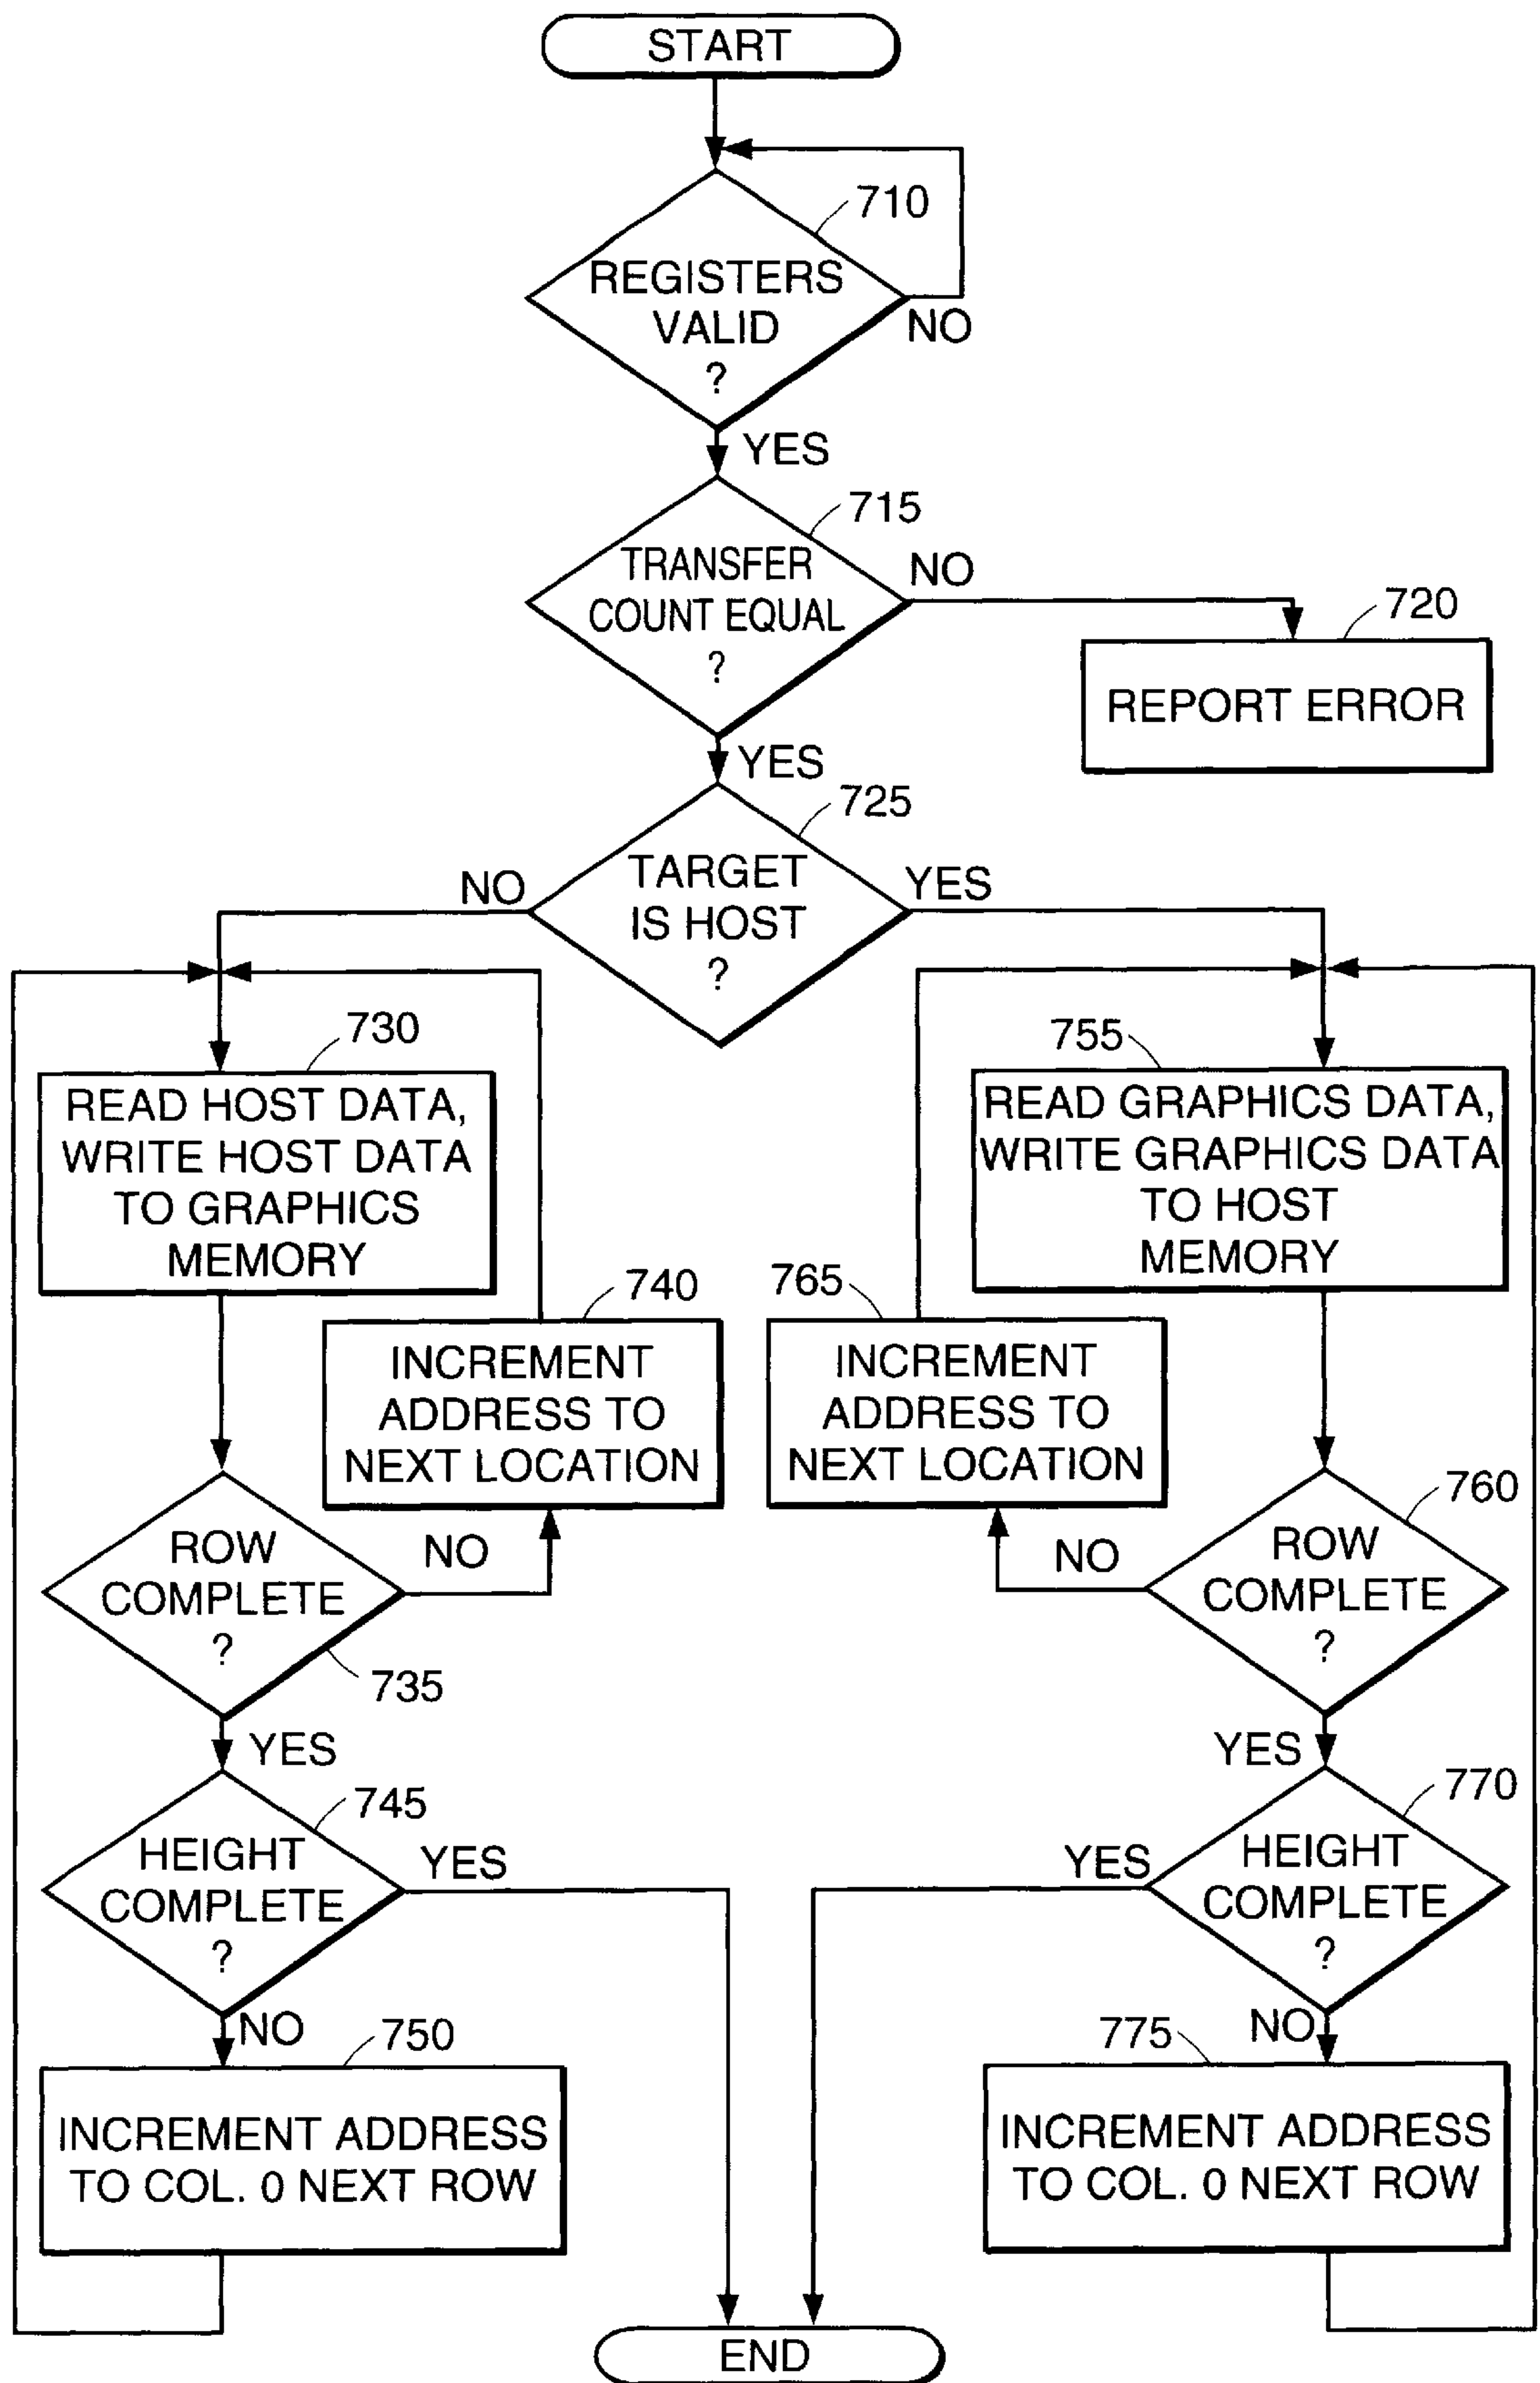 START
710
REGISTERS
VALID
?
NO
YES
715
TRANSFER
COUNT EQUAL
?
NO
720
REPORT ERROR
YES
725
TARGET
IS HOST
?
NO
YES
730
READ HOST DATA,
WRITE HOST DATA
TO GRAPHICS
MEMORY
755
READ GRAPHICS DATA,
WRITE GRAPHICS DATA
TO HOST
MEMORY
740
INCREMENT
ADDRESS TO
NEXT LOCATION
765
INCREMENT
ADDRESS TO
NEXT LOCATION
ROW
COMPLETE
?
NO
735
YES
760
ROW
COMPLETE
?
NO
YES
745
HEIGHT
COMPLETE
?
YES
NO
770
HEIGHT
COMPLETE
?
YES
NO
750
INCREMENT ADDRESS
TO COL. 0 NEXT ROW
775
INCREMENT ADDRESS
TO COL. 0 NEXT ROW
END